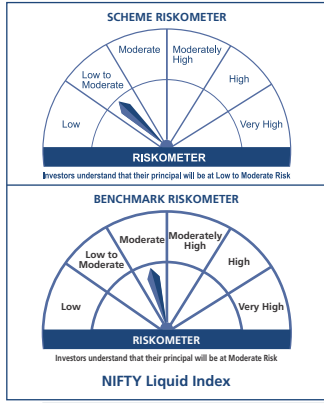 SCHEME RISKOMETER
Moderate
Moderately
High
Low to
Moderate
High
Low
Very High
RISKOMETER
Investors understand that their principal will be at Low to Moderate Risk
BENCHMARK RISKOMETER
Moderate
Moderately
High
Low to
Moderate
High
Low
Very High
RISKOMETER
Investors understand that their principal will be at Moderate Risk
NIFTY Liquid Index